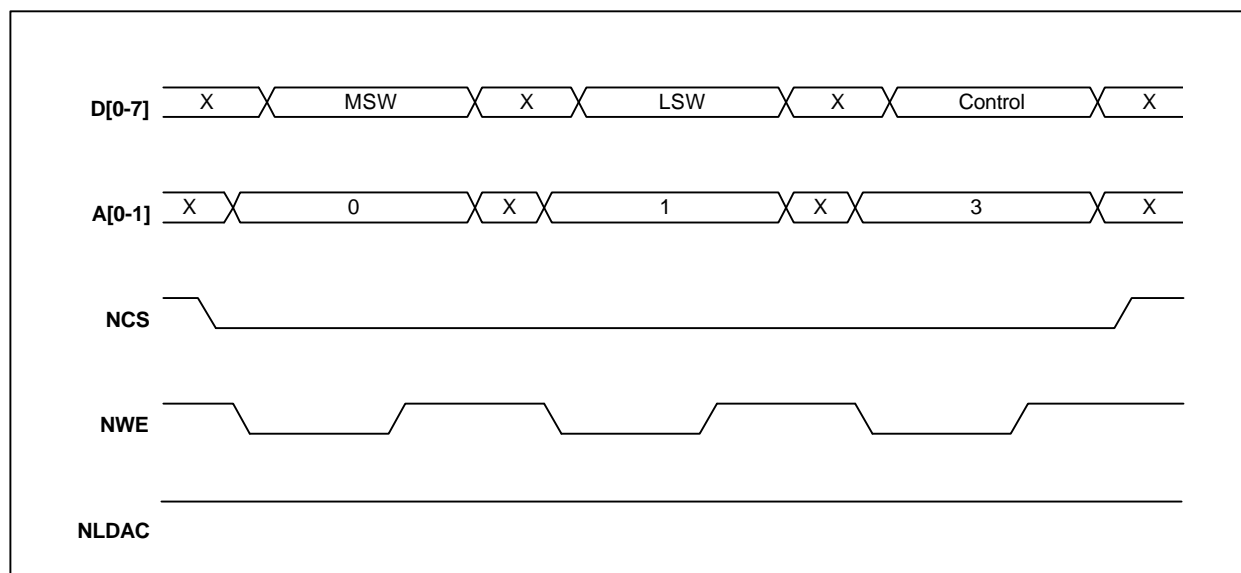 D[0-7] X MSW X LSW X Control X
A[0-1] X 0 X 1 X 3 X
NCS
NWE
NLDAC